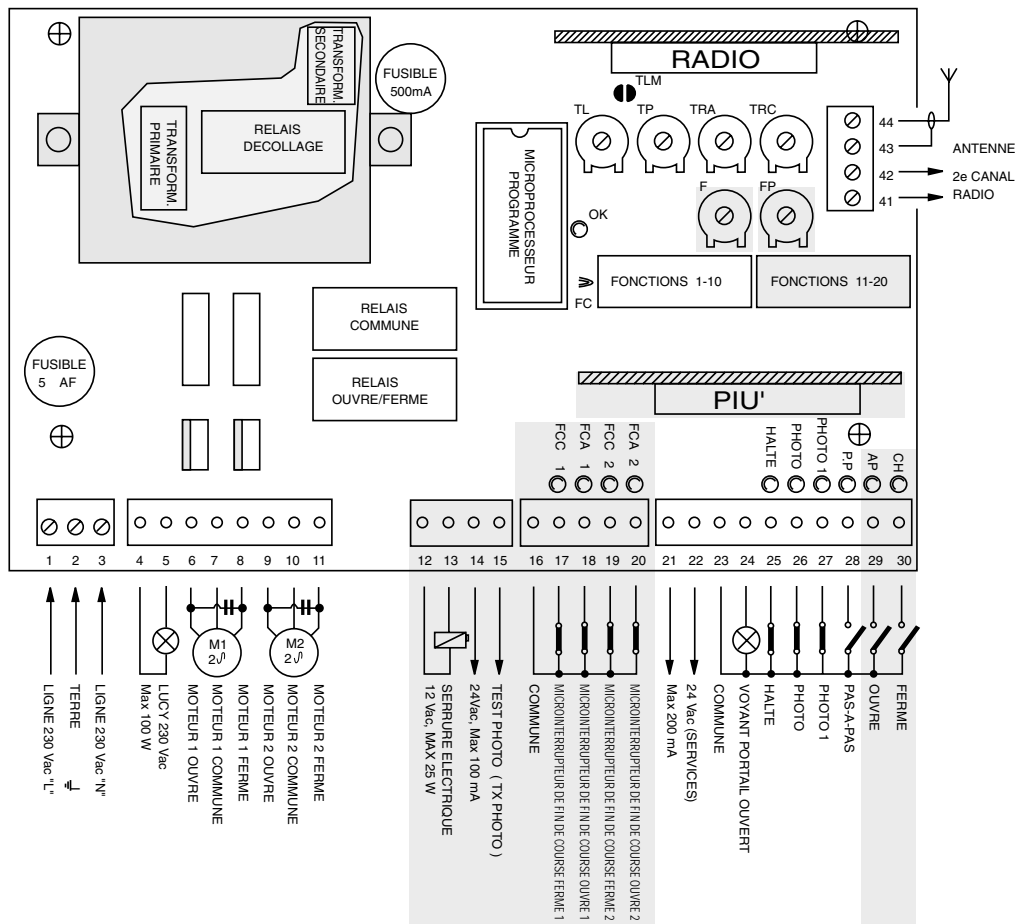 TRANSFORM.
SECONDAIRE
FUSIBLE
500mA
TRANSFORM.
PRIMAIRE
RELAIS
DECOLLAGE
RADIO
TLM
TL
TP
TRA
TRC
MICROPROCESSEUR
PROGRAMME
44
43
42
41
ANTENNE
2e CANAL
RADIO
F
FP
OK
FC
FONCTIONS 1-10
FONCTIONS 11-20
RELAIS
COMMUNE
RELAIS
OUVRE/FERME
FUSIBLE
5 AF
PIU'
FCC 1
FCA 1
FCC 2
FCA 2
HALTE
PHOTO
PHOTO 1
P.P
AP
CH
1 2 3 4 5 6 7 8 9 10 11 12 13 14 15 16 17 18 19 20 21 22 23 24 25 26 27 28 29 30
M1
2
M2
2
LIGNE 230 Vac "L"
TERRE
LIGNE 230 Vac "N"
Max 100 W
LUCY 230 Vac
MOTEUR 1 OUVRE
MOTEUR 1 COMMUNE
MOTEUR 1 FERME
MOTEUR 2 OUVRE
MOTEUR 2 COMMUNE
MOTEUR 2 FERME
12 Vac, MAX 25 W
SERRURE ELECTRIQUE
24Vac, Max 100 mA
TEST PHOTO ( TX PHOTO )
COMMUNE
MICROINTERRUPTEUR DE FIN DE COURSE FERME 1
MICROINTERRUPTEUR DE FIN DE COURSE OUVRE 1
MICROINTERRUPTEUR DE FIN DE COURSE FERME 2
MICROINTERRUPTEUR DE FIN DE COURSE OUVRE 2
Max 200 mA
24 Vac (SERVICES)
COMMUNE
VOYANT PORTAIL OUVERT
HALTE
PHOTO
PHOTO 1
PAS-A-PAS
OUVRE
FERME